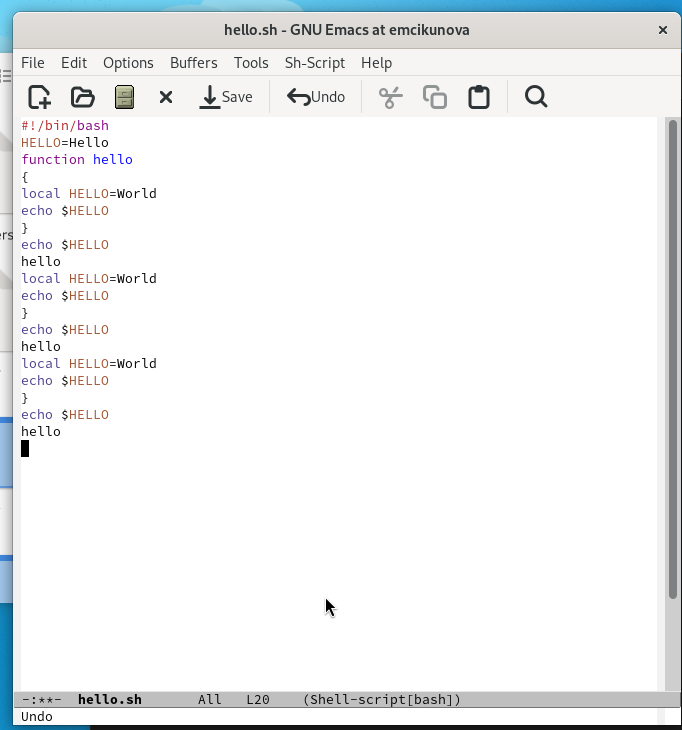 hello.sh - GNU Emacs at emcikunova
File Edit Options Buffers Tools Sh-Script Help
Save Undo
#!/bin/bash
HELLO=Hello
function hello
{
local HELLO=World
echo $HELLO
}
echo $HELLO
hello
local HELLO=World
echo $HELLO
}
echo $HELLO
hello
local HELLO=World
echo $HELLO
}
echo $HELLO
hello
-:**- hello.sh All L20 (Shell-script[bash])
Undo